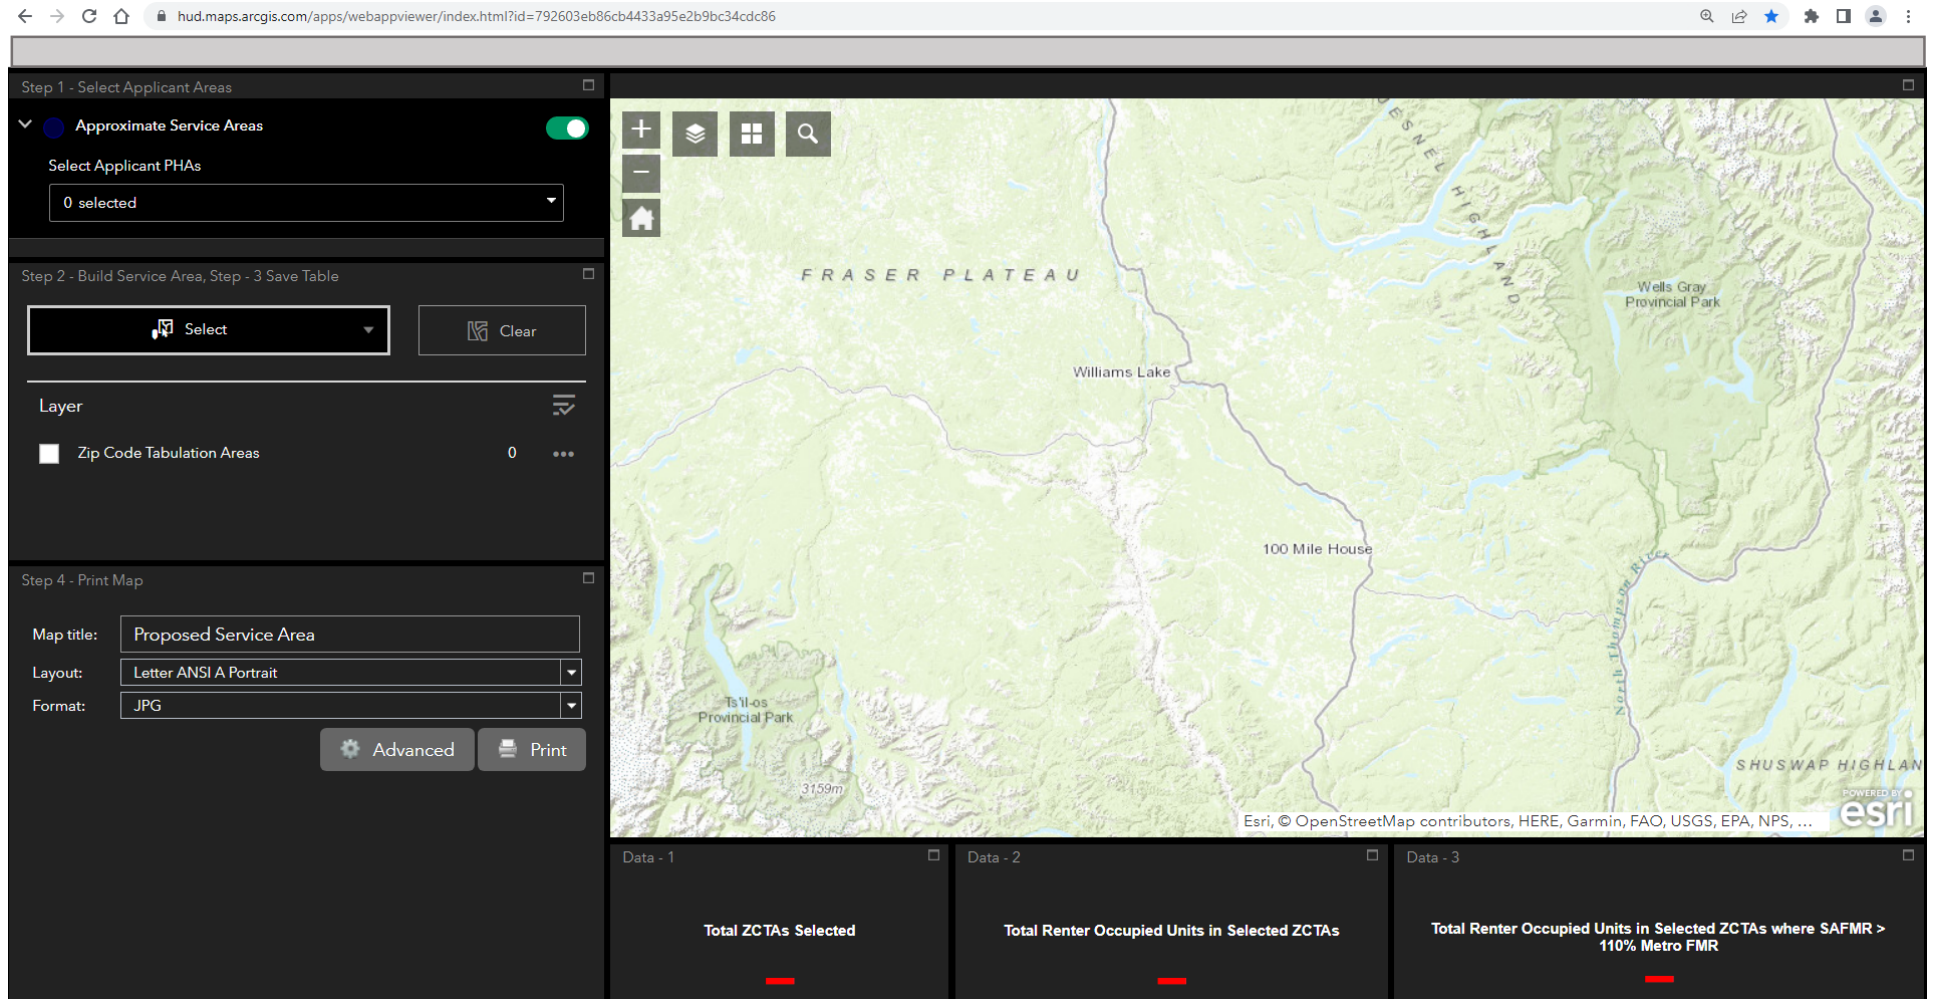 hud.maps.arcgis.com/apps/webappviewer/index.html?id=792603eb86cb4433a95e2b9bc34cdc86
Step 1 - Select Applicant Areas
Approximate Service Areas
Select Applicant PHAs
0 selected
Step 2 - Build Service Area, Step - 3 Save Table
Select
Clear
Layer
Zip Code Tabulation Areas 0
Step 4 - Print Map
Map title: Proposed Service Area
Layout: Letter ANSI A Portrait
Format: JPG
Advanced
Print
ESNEL HIGHLAND
FRASER PLATEAU
Wells Gray
Provincial Park
Williams Lake
100 Mile House
North Thompson River
Ts'il-os
Provincial Park
3159m
SHUSWAP HIGHLAN
POWERED BY
esri
Esri, © OpenStreetMap contributors, HERE, Garmin, FAO, USGS, EPA, NPS, ...
Data - 1
Total ZCTAs Selected
Data - 2
Total Renter Occupied Units in Selected ZCTAs
Data - 3
Total Renter Occupied Units in Selected ZCTAs where SAFMR >
110% Metro FMR